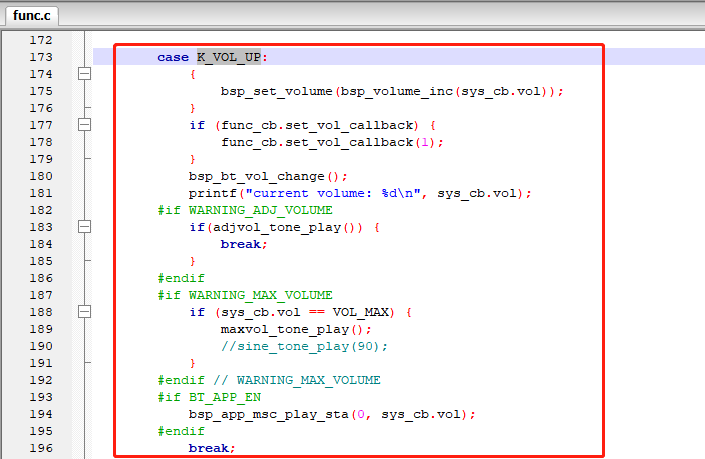 func.c
172
173 case K_VOL_UP:
174 {
175 bsp_set_volume(bsp_volume_inc(sys_cb.vol));
176 }
177 if (func_cb.set_vol_callback) {
178 func_cb.set_vol_callback(1);
179 }
180 bsp_bt_vol_change();
181 printf("current volume: %d\n", sys_cb.vol);
182 #if WARNING_ADJ_VOLUME
183 if(adjvol_tone_play()) {
184 break;
185 }
186 #endif
187 #if WARNING_MAX_VOLUME
188 if (sys_cb.vol == VOL_MAX) {
189 maxvol_tone_play();
190 //sine_tone_play(90);
191 }
192 #endif // WARNING_MAX_VOLUME
193 #if BT_APP_EN
194 bsp_app_msc_play_sta(0, sys_cb.vol);
195 #endif
196 break;